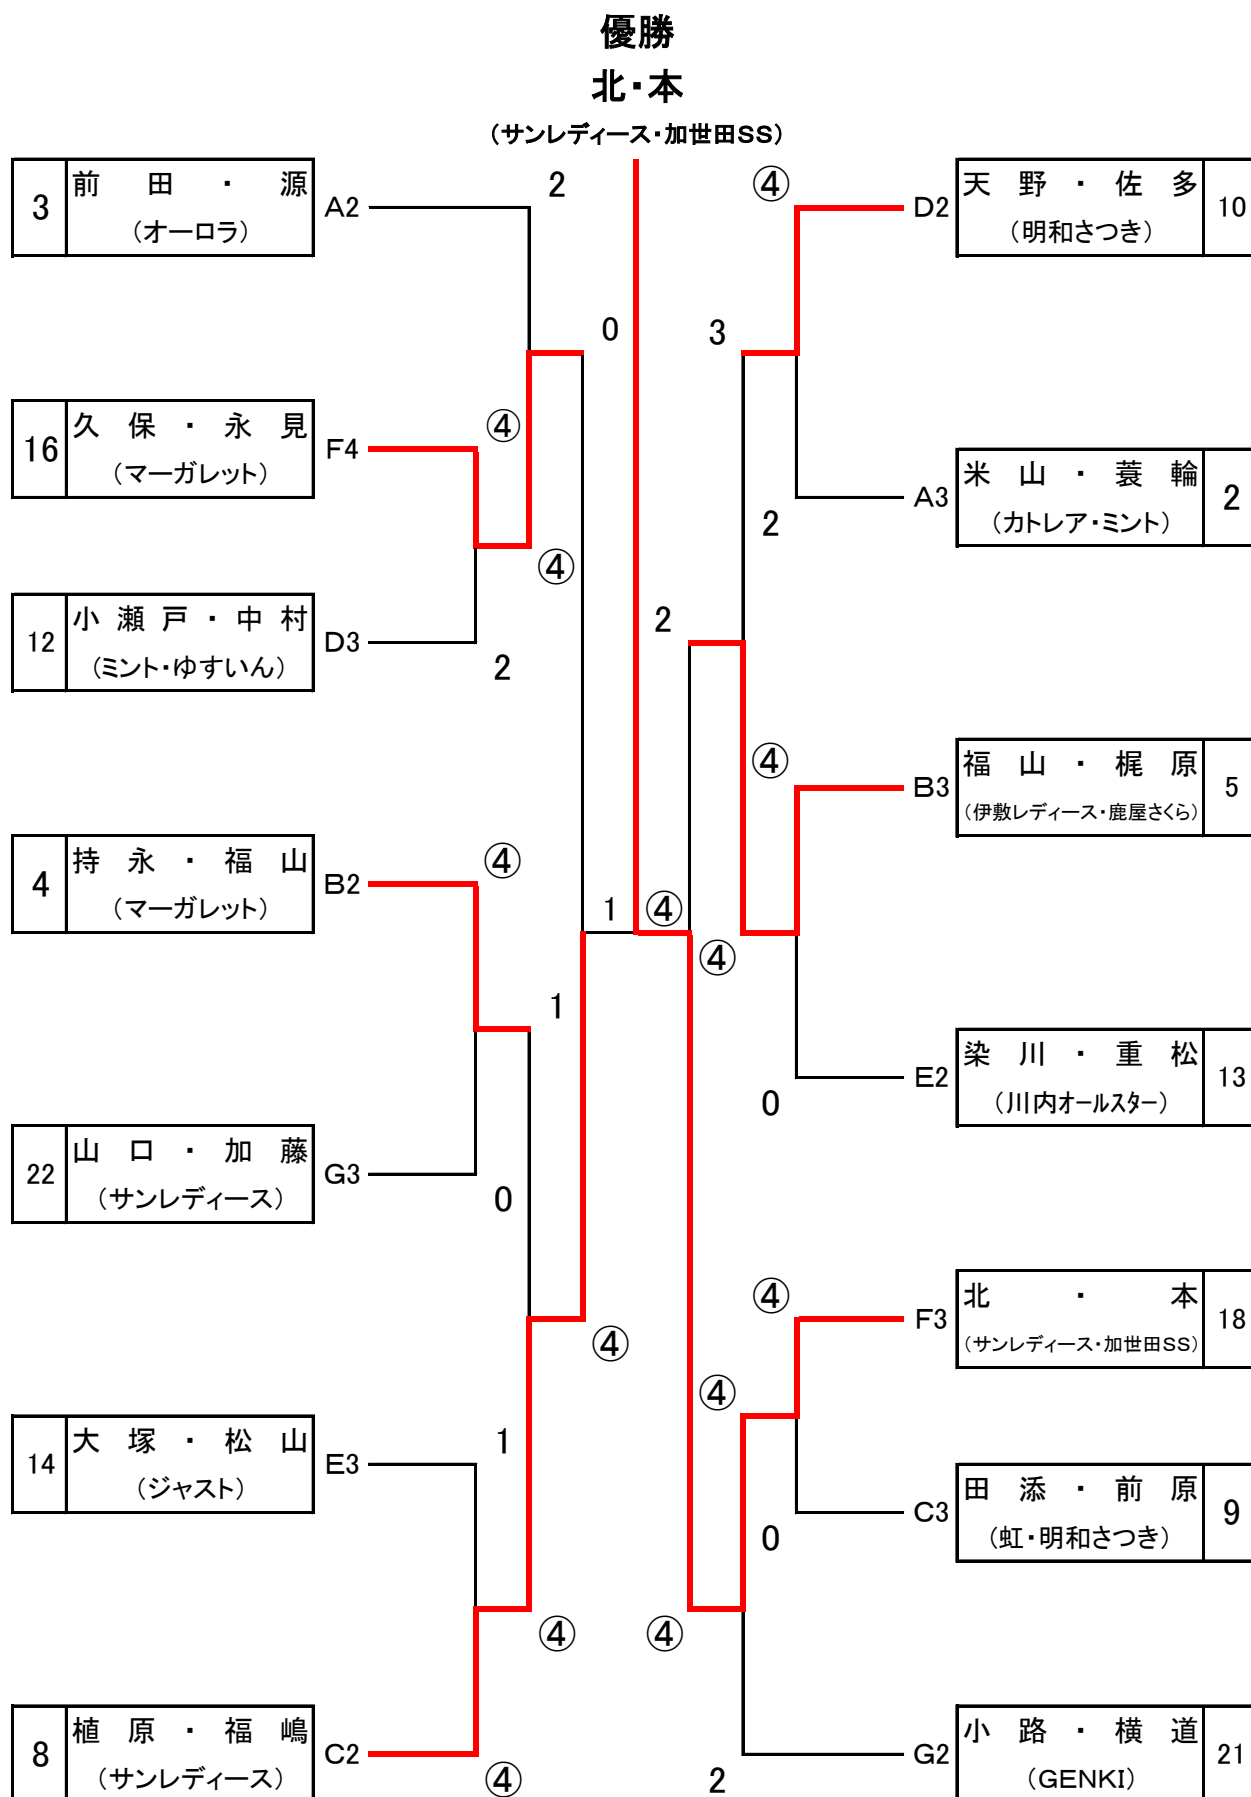 優勝
北・本
(サンレディース・加世田SS)
3 前田・源 A2
(オーロラ)
2
④
D2 天野・佐多 10
(明和さつき)
0
3
16 久保・永見 F4
(マーガレット)
④
A3 米山・蓑輪 2
(カトレア・ミント)
2
④
12 小瀬戸・中村 D3
(ミント・ゆすいん)
2
2
④
B3 福山・梶原 5
(伊敷レディース・鹿屋さくら)
4 持永・福山 B2
(マーガレット)
④
1
④
④
1
E2 染川・重松 13
(川内オールスター)
0
22 山口・加藤 G3
(サンレディース)
0
④
F3 北・本 18
(サンレディース・加世田SS)
④
④
14 大塚・松山 E3
(ジャスト)
1
C3 田添・前原 9
(虹・明和さつき)
0
④
④
8 植原・福嶋 C2
(サンレディース)
④
2
G2 小路・横道 21
(GENKI)